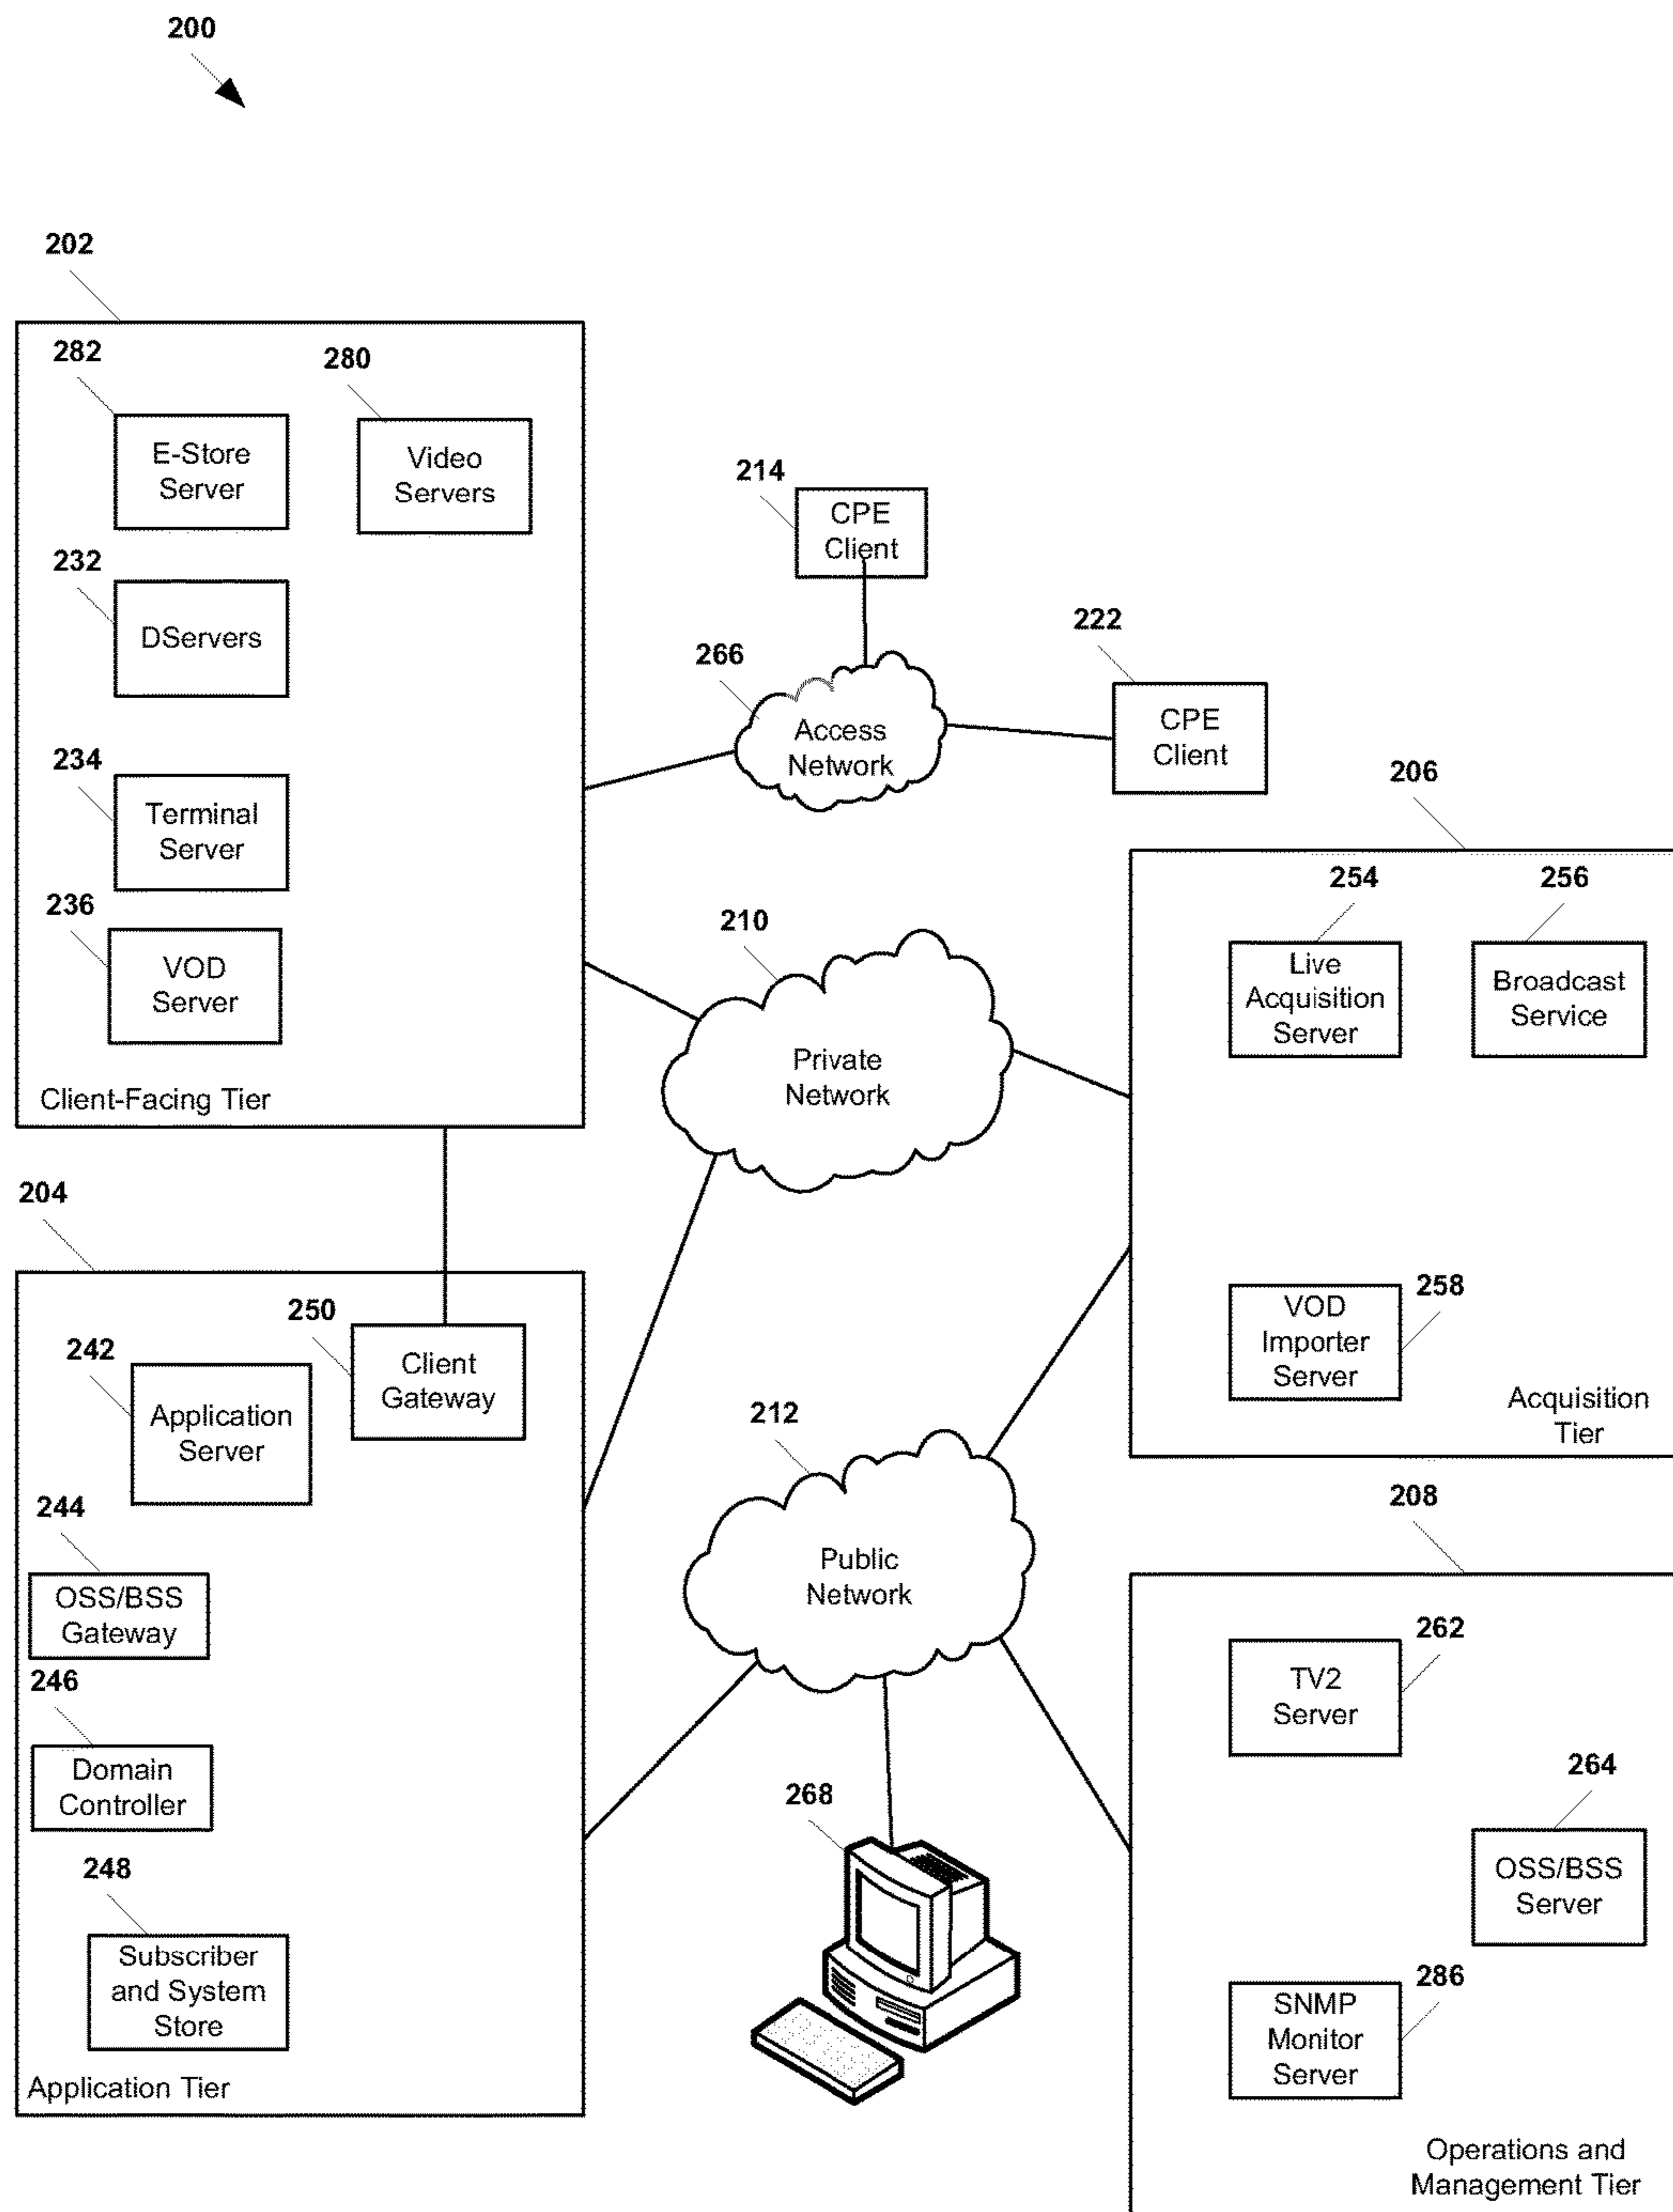 200
202
282
280
E-Store
Server
Video
Servers
232
DServers
234
Terminal
Server
236
VOD
Server
Client-Facing Tier
214
CPE
Client
222
CPE
Client
266
Access
Network
210
Private
Network
206
254
256
Live
Acquisition
Server
Broadcast
Service
258
VOD
Importer
Server
Acquisition
Tier
204
250
Client
Gateway
242
Application
Server
244
OSS/BSS
Gateway
246
Domain
Controller
248
Subscriber
and System
Store
Application Tier
212
Public
Network
268
208
262
TV2
Server
264
OSS/BSS
Server
286
SNMP
Monitor
Server
Operations and
Management Tier